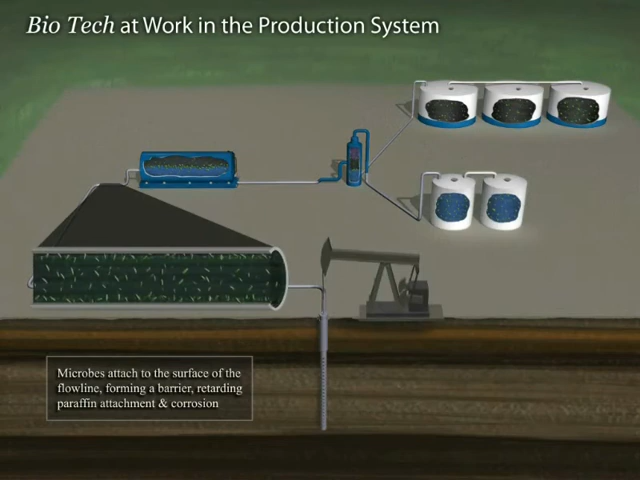 Bio Tech at Work in the Production System
Microbes attach to the surface of the
flowline, forming a barrier, retarding
paraffin attachment & corrosion